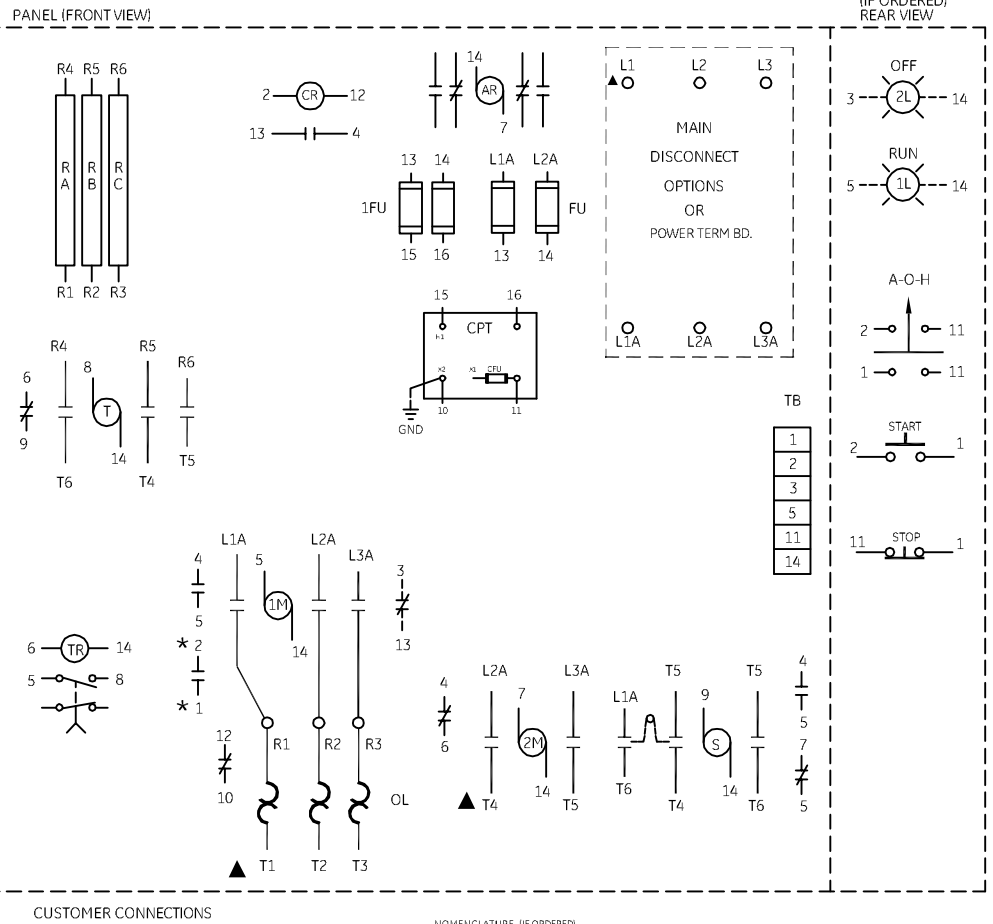 PANEL (FRONT VIEW)
(IF ORDERED)
REAR VIEW
R4 R5 R6
R A
R B
R C
R1 R2 R3
2 CR 12
13 4
14
AR
7
13 14 L1A L2A
1FU FU
15 16 13 14
L1 L2 L3
MAIN
DISCONNECT
OPTIONS
OR
POWER TERM BD.
L1A L2A L3A
OFF
3 2L 14
RUN
5 1L 14
A-O-H
2 11
1 11
START
2 1
STOP
11 1
15 16
CPT
H1
X2 X1 CFU
10 11
GND
TB
1
2
3
5
11
14
R4 R5 R6
6 8
T
9 14
T6 T4 T5
L1A L2A L3A
4 5 3
1M
5 14 13
* 2
* 1
6 TR 14
5 8
12
10
R1 R2 R3
OL
T1 T2 T3
4
6
L2A L3A
7
2M
14
T4 T5
L1A T5 T5
9
S
14
T6 T4 T6
4
5
7
5
CUSTOMER CONNECTIONS
NOMENCLATURE (IF ORDERED)